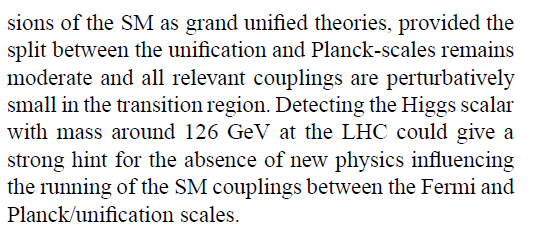 sions of the SM as grand unified theories, provided the
split between the unification and Planck-scales remains
moderate and all relevant couplings are perturbatively
small in the transition region. Detecting the Higgs scalar
with mass around 126 GeV at the LHC could give a
strong hint for the absence of new physics influencing
the running of the SM couplings between the Fermi and
Planck/unification scales.